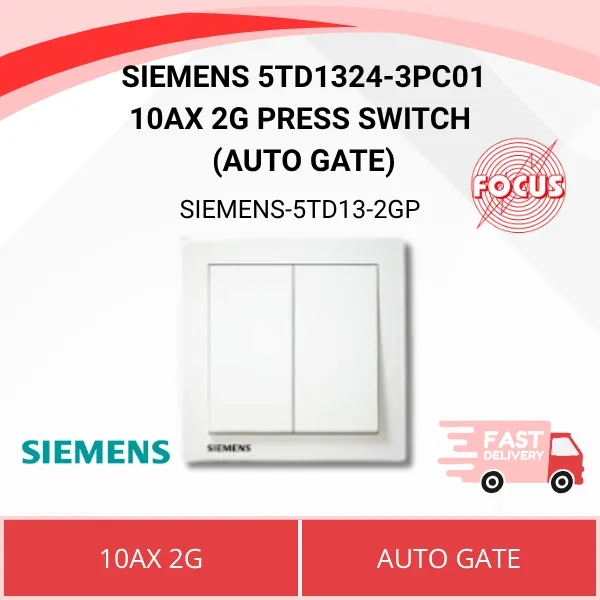 SIEMENS 5TD1324-3PC01
10AX 2G PRESS SWITCH
(AUTO GATE)
FOCUS
SIEMENS-5TD13-2GP
SIEMENS
SIEMENS
FAST
DELIVERY
10AX 2G
AUTO GATE